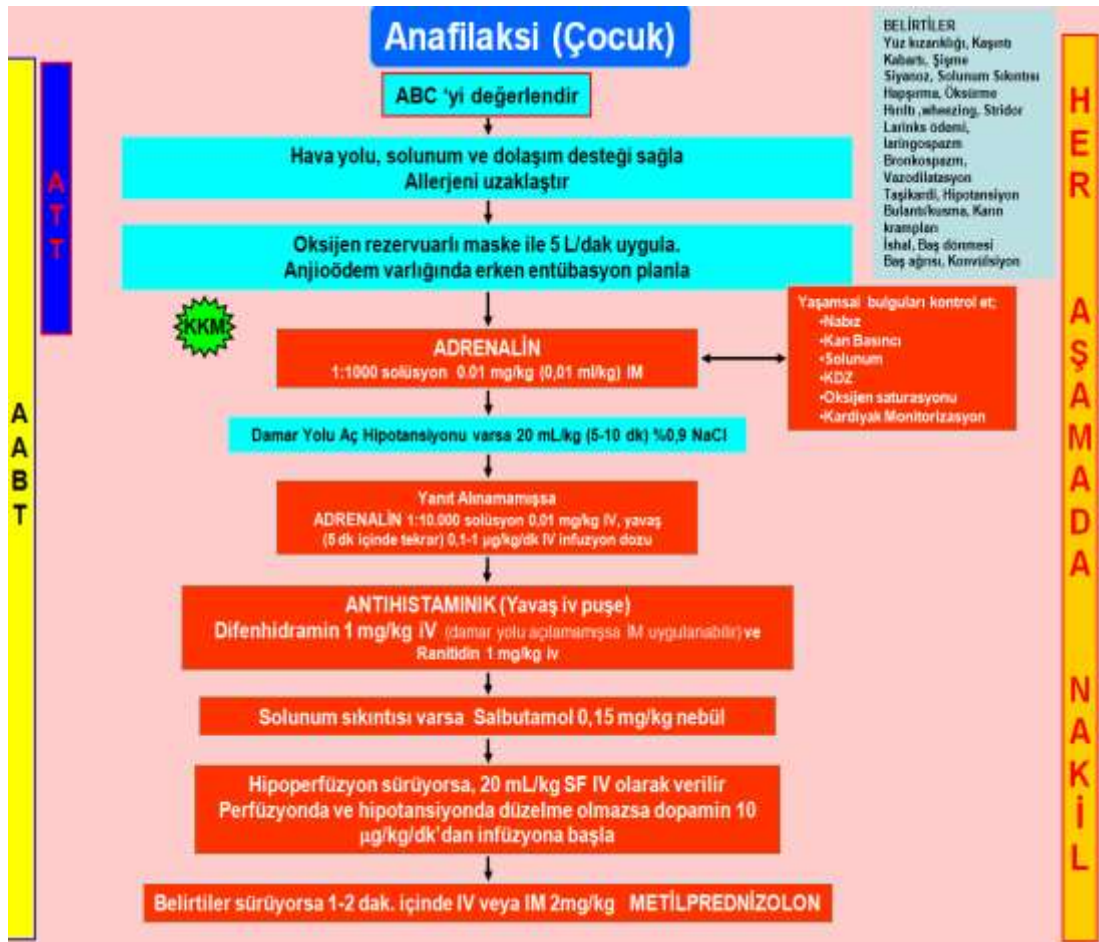 Anafilaksi (Çocuk)
ABC 'yi değerlendir
Hava yolu, solunum ve dolaşım desteği sağla
Allerjeni uzaklaştır
Oksijen rezervuarlı maske ile 5 L/dak uygula.
Anjioödem varlığında erken entübasyon planla
KKM
ADRENALİN
1:1000 solüsyon 0.01 mg/kg (0,01 ml/kg) IM
Damar Yolu Aç Hipotansiyonu varsa 20 mL/kg (5-10 dk) %0,9 NaCl
Yanıt Alınamamışsa
ADRENALİN 1:10.000 solüsyon 0,01 mg/kg IV, yavaş
(5 dk içinde tekrar) 0,1-1 µg/kg/dk IV infuzyon dozu
ANTIHISTAMINIK (Yavaş iv puşe)
Difenhidramin 1 mg/kg iV (damar yolu açılamamışsa IM uygulanabilir) ve
Ranitidin 1 mg/kg iv
Solunum sıkıntısı varsa Salbutamol 0,15 mg/kg nebül
Hipoperfüzyon sürüyorsa, 20 mL/kg SF IV olarak verilir
Perfüzyonda ve hipotansiyonda düzelme olmazsa dopamin 10
µg/kg/dk'dan infüzyona başla
Belirtiler sürüyorsa 1-2 dak. içinde IV veya IM 2mg/kg METİLPREDNİZOLON
BELİRTİLER
Yüz kızarıklığı, Kaşıntı
Kabartı, Şişme
Siyanoz, Solunum Sıkıntısı
Hapşırma, Öksürme
Hırıltı ,wheezing, Stridor
Larinks ödemi,
laringospazm
Bronkospazm,
Vazodilatasyon
Taşikardi, Hipotansiyon
Bulantı/kusma, Karın
krampları
İshal, Baş dönmesi
Baş ağrısı, Konvülsiyon
Yaşamsal bulguları kontrol et;
•Nabız
•Kan Basıncı
•Solunum
•KDZ
•Oksijen saturasyonu
•Kardiyak Monitorizasyon
ATT
AABT
HER AŞAMADA NAKİL